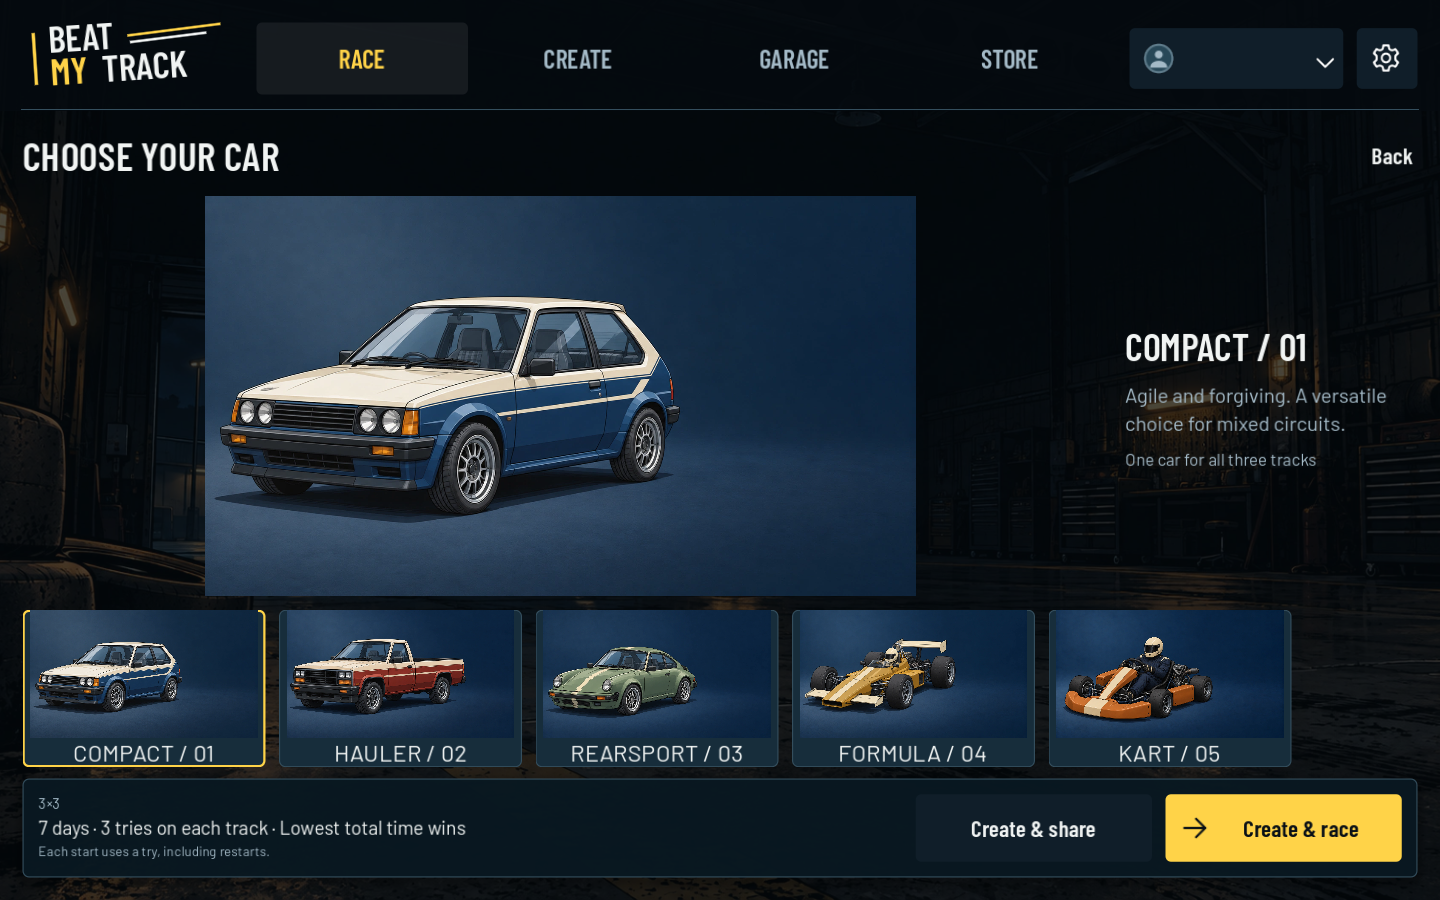 BEAT
MY TRACK
RACE
CREATE
GARAGE
STORE
CHOOSE YOUR CAR
Back
COMPACT / 01
Agile and forgiving. A versatile
choice for mixed circuits.
One car for all three tracks
COMPACT / 01
HAULER / 02
REARSPORT / 03
FORMULA / 04
KART / 05
3×3
7 days · 3 tries on each track · Lowest total time wins
Each start uses a try, including restarts.
Create & share
Create & race